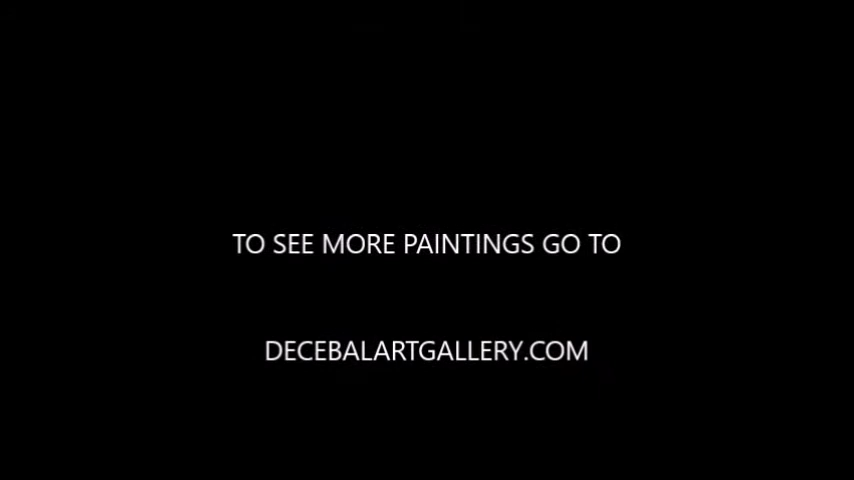 TO SEE MORE PAINTINGS GO TO
DECEBALARTGALLERY.COM